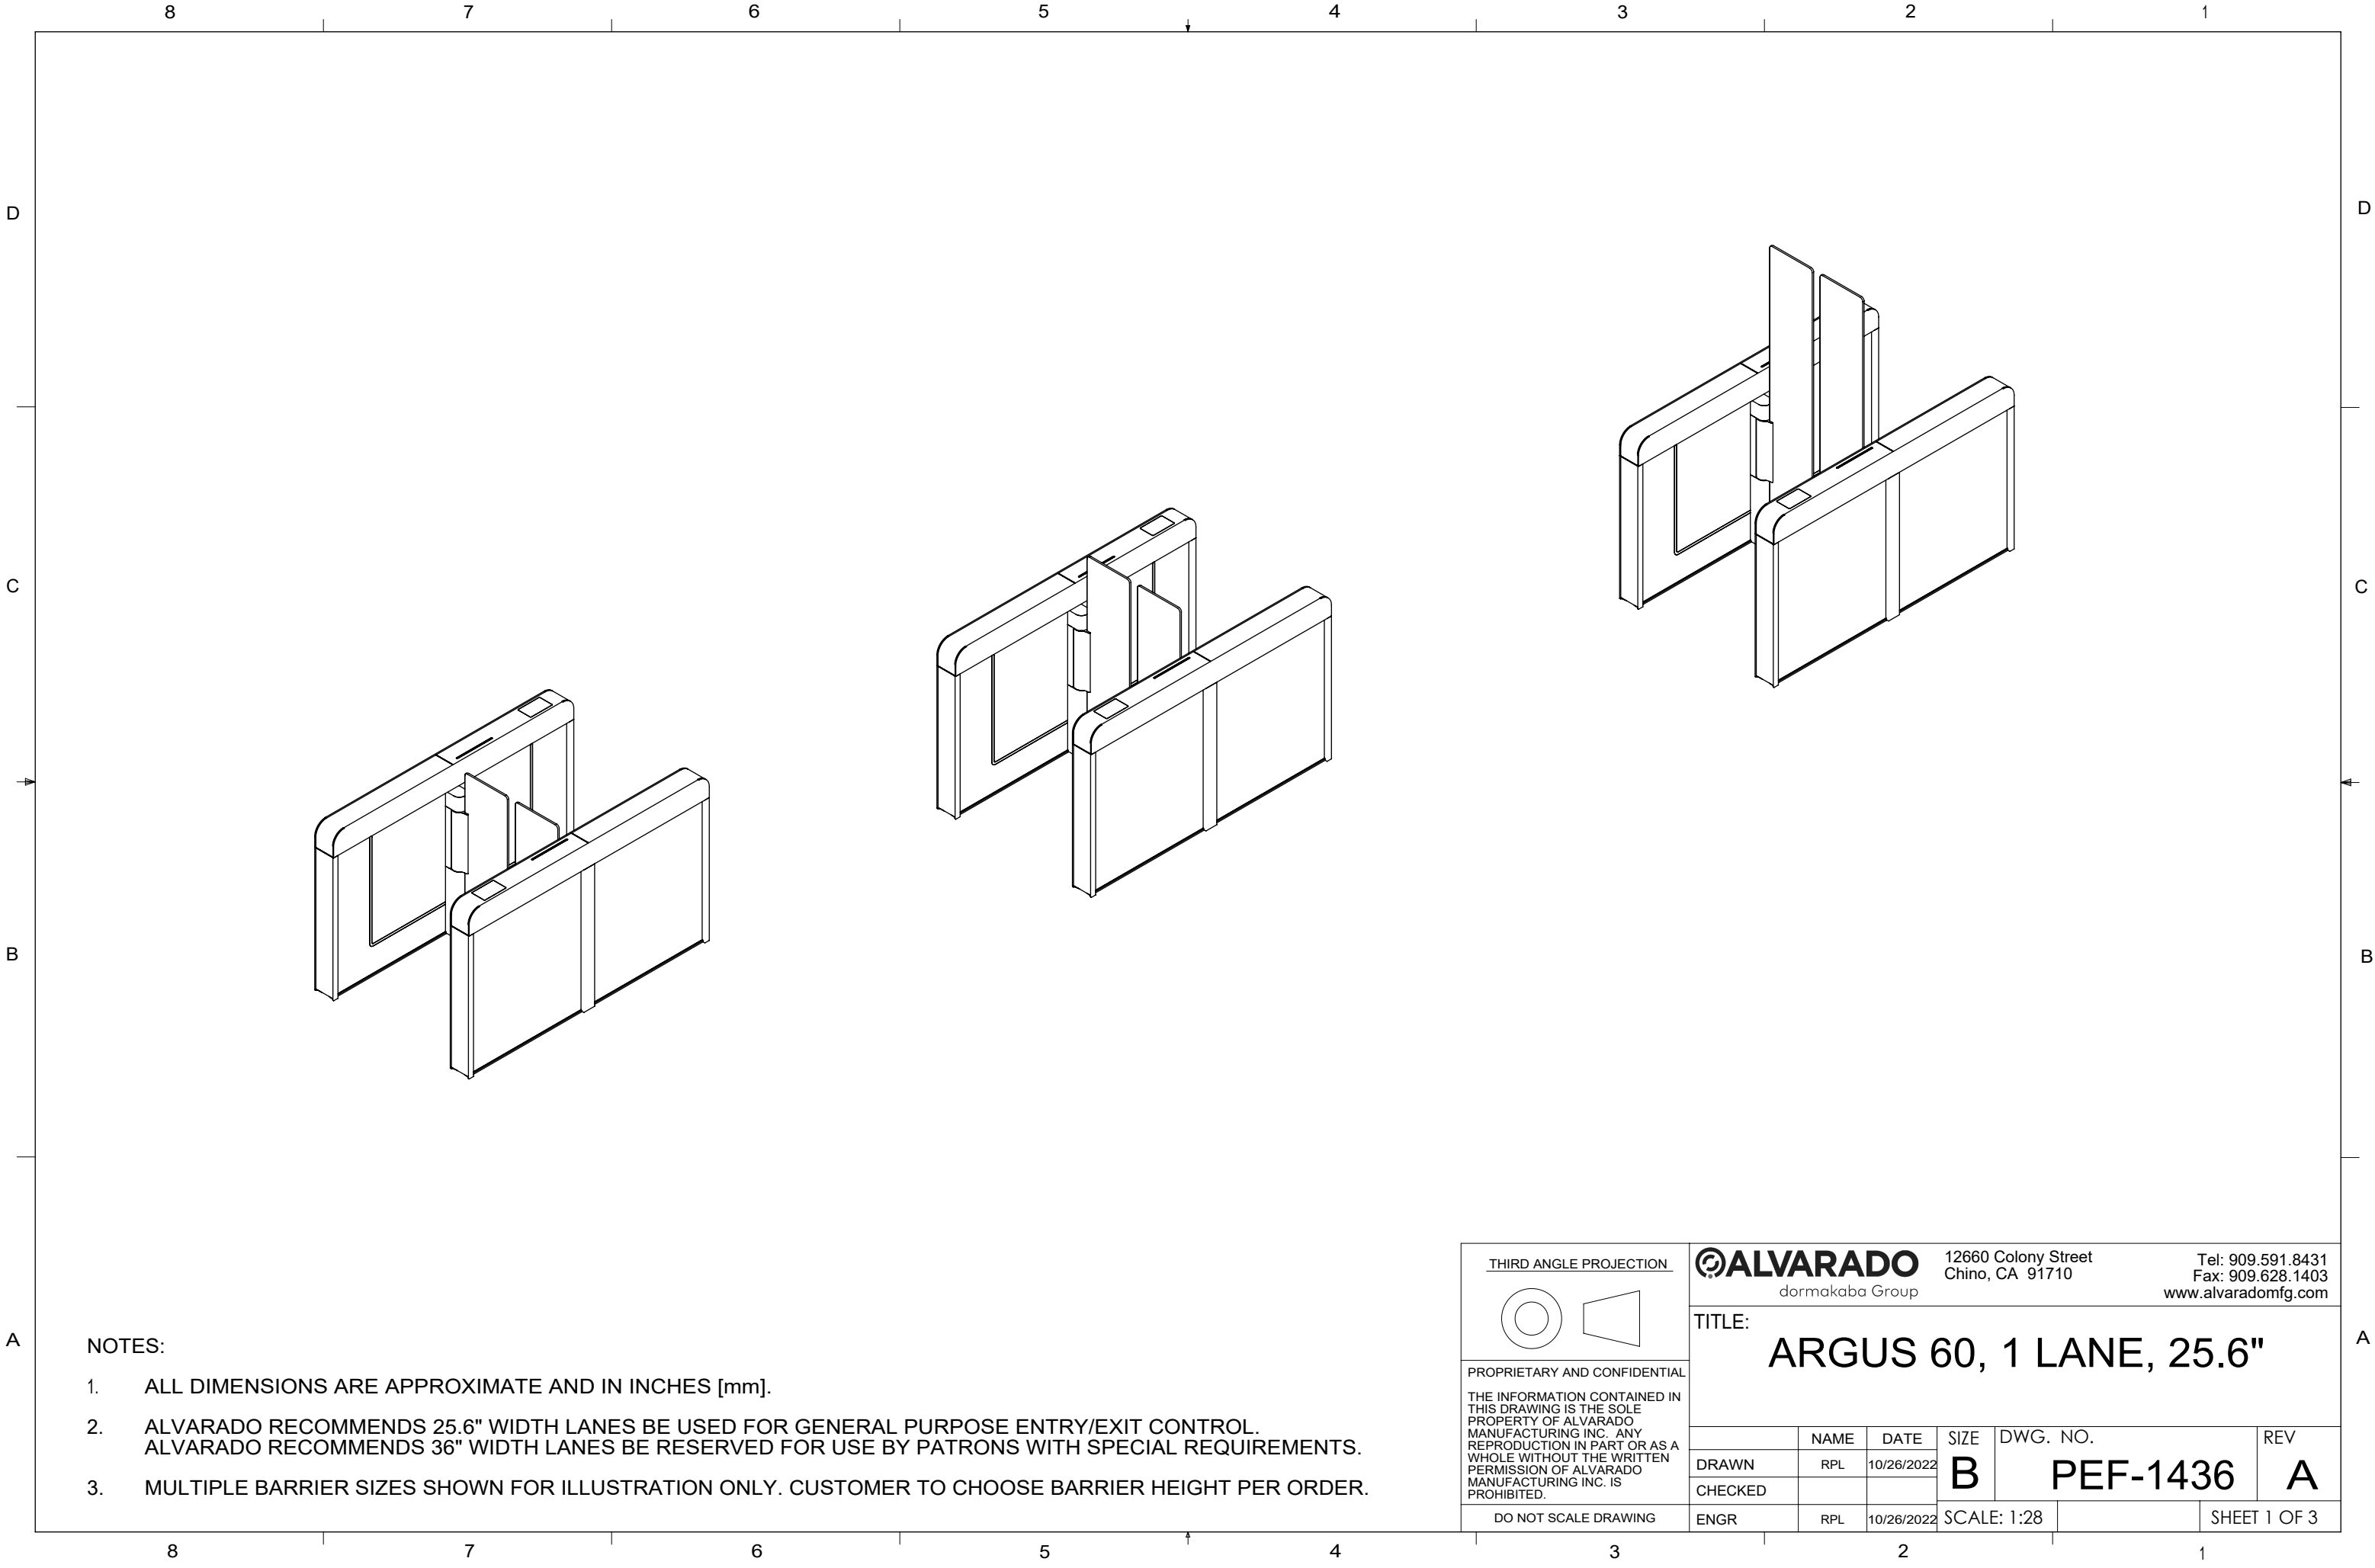 8 7 6 5 4 3 2 1
D D
C C
B B
A A
NOTES:
1. ALL DIMENSIONS ARE APPROXIMATE AND IN INCHES [mm].
2. ALVARADO RECOMMENDS 25.6" WIDTH LANES BE USED FOR GENERAL PURPOSE ENTRY/EXIT CONTROL.
ALVARADO RECOMMENDS 36" WIDTH LANES BE RESERVED FOR USE BY PATRONS WITH SPECIAL REQUIREMENTS.
3. MULTIPLE BARRIER SIZES SHOWN FOR ILLUSTRATION ONLY. CUSTOMER TO CHOOSE BARRIER HEIGHT PER ORDER.
THIRD ANGLE PROJECTION
PROPRIETARY AND CONFIDENTIAL
THE INFORMATION CONTAINED IN
THIS DRAWING IS THE SOLE
PROPERTY OF ALVARADO
MANUFACTURING INC. ANY
REPRODUCTION IN PART OR AS A
WHOLE WITHOUT THE WRITTEN
PERMISSION OF ALVARADO
MANUFACTURING INC. IS
PROHIBITED.
DO NOT SCALE DRAWING
ALVARADO
dormakaba Group
12660 Colony Street
Chino, CA 91710
Tel: 909.591.8431
Fax: 909.628.1403
www.alvaradomfg.com
TITLE:
ARGUS 60, 1 LANE, 25.6"
NAME DATE
DRAWN RPL 10/26/2022
CHECKED
ENGR RPL 10/26/2022
SIZE
B
DWG. NO.
PEF-1436
REV
A
SCALE: 1:28
SHEET 1 OF 3
8 7 6 5 4 3 2 1